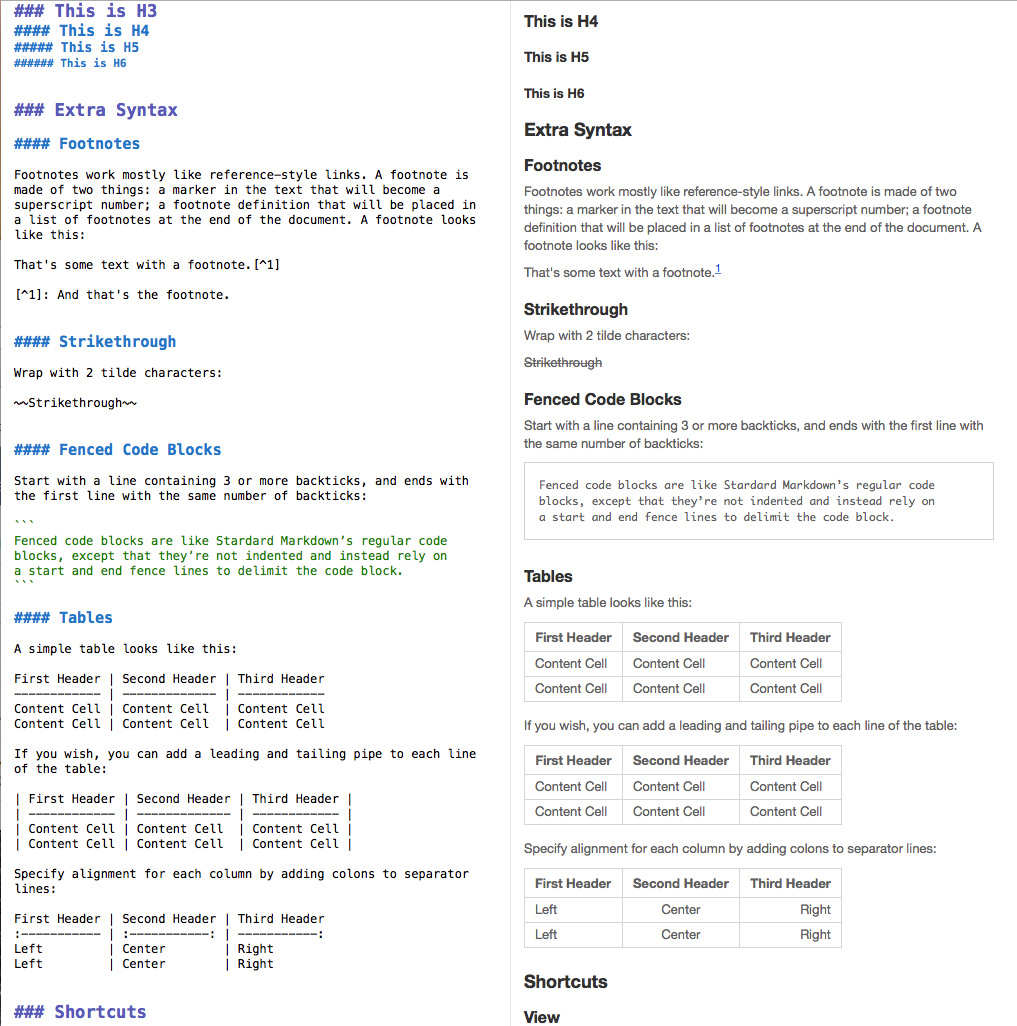 ### This is H3
#### This is H4
##### This is H5
###### This is H6
### Extra Syntax
#### Footnotes
Footnotes work mostly like reference-style links. A footnote is
made of two things: a marker in the text that will become a
superscript number; a footnote definition that will be placed in
a list of footnotes at the end of the document. A footnote looks
like this:
That's some text with a footnote.[^1]
[^1]: And that's the footnote.
#### Strikethrough
Wrap with 2 tilde characters:
~~Strikethrough~~
#### Fenced Code Blocks
Start with a line containing 3 or more backticks, and ends with
the first line with the same number of backticks:
```
Fenced code blocks are like Stardard Markdown’s regular code
blocks, except that they’re not indented and instead rely on
a start and end fence lines to delimit the code block.
```
#### Tables
A simple table looks like this:
First Header | Second Header | Third Header
------------ | ------------- | ------------
Content Cell | Content Cell  | Content Cell
Content Cell | Content Cell  | Content Cell
If you wish, you can add a leading and tailing pipe to each line
of the table:
| First Header | Second Header | Third Header |
| ------------ | ------------- | ------------ |
| Content Cell | Content Cell  | Content Cell |
| Content Cell | Content Cell  | Content Cell |
Specify alignment for each column by adding colons to separator
lines:
First Header | Second Header | Third Header
:----------- | :-----------: | -----------:
Left         | Center        | Right
Left         | Center        | Right
### Shortcuts
This is H4
This is H5
This is H6
Extra Syntax
Footnotes
Footnotes work mostly like reference-style links. A footnote is made of two
things: a marker in the text that will become a superscript number; a footnote
definition that will be placed in a list of footnotes at the end of the document. A
footnote looks like this:
That's some text with a footnote.1
Strikethrough
Wrap with 2 tilde characters:
Strikethrough
Fenced Code Blocks
Start with a line containing 3 or more backticks, and ends with the first line with
the same number of backticks:
Fenced code blocks are like Stardard Markdown’s regular code
blocks, except that they’re not indented and instead rely on
a start and end fence lines to delimit the code block.
Tables
A simple table looks like this:
First Header Second Header Third Header
Content Cell Content Cell Content Cell
Content Cell Content Cell Content Cell
If you wish, you can add a leading and tailing pipe to each line of the table:
First Header Second Header Third Header
Content Cell Content Cell Content Cell
Content Cell Content Cell Content Cell
Specify alignment for each column by adding colons to separator lines:
First Header Second Header Third Header
Left Center Right
Left Center Right
Shortcuts
View